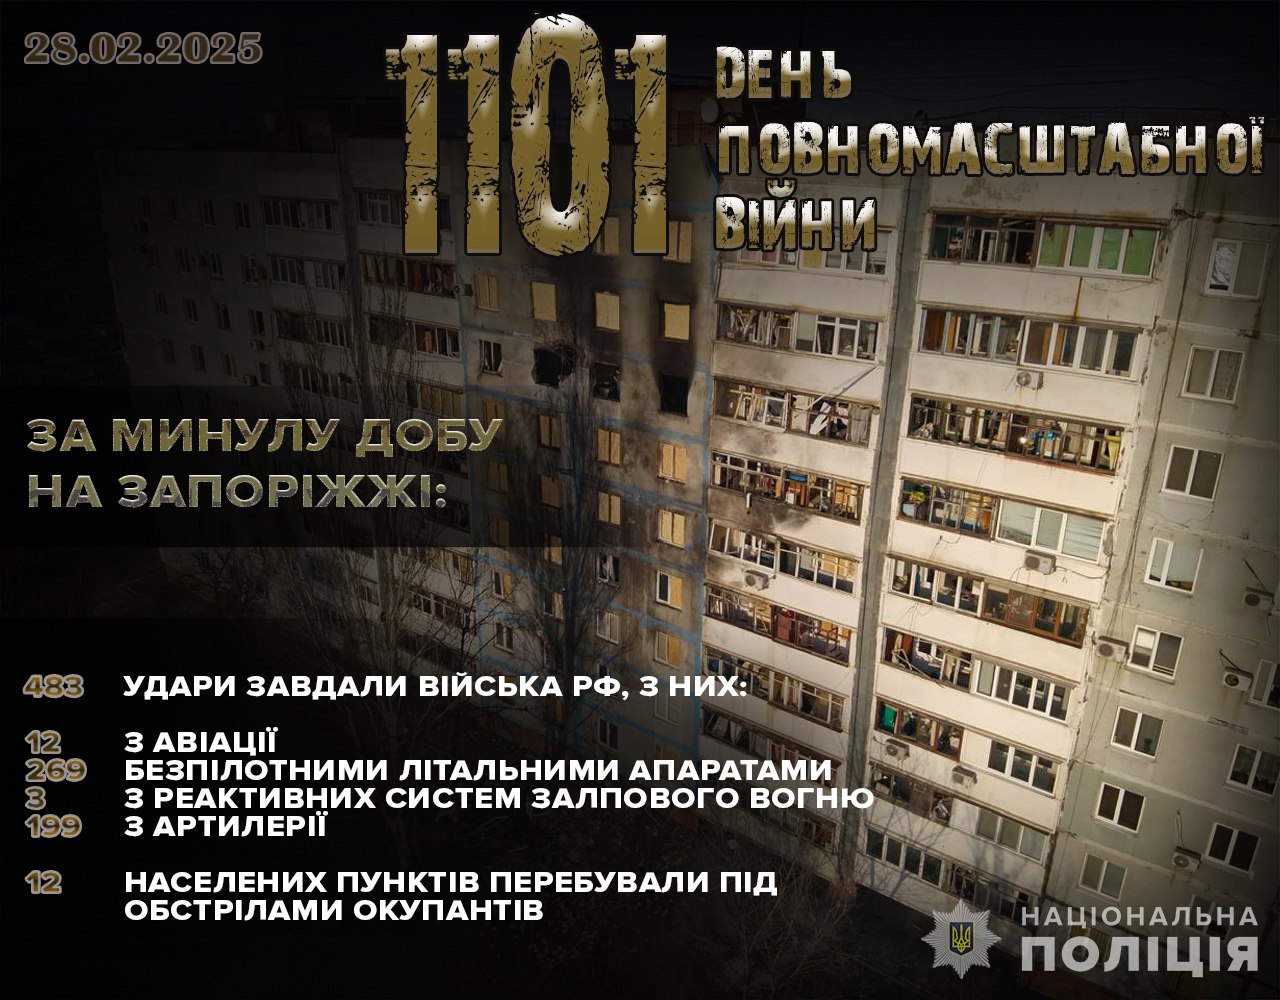 28.02.2025
1101
ДЕНЬ
ПОВНОМАСШТАБНОЇ
ВІЙНИ
ЗА МИНУЛУ ДОБУ
НА ЗАПОРІЖЖІ:
483 УДАРИ ЗАВДАЛИ ВІЙСЬКА РФ, З НИХ:
12 З АВІАЦІЇ
269 БЕЗПІЛОТНИМИ ЛІТАЛЬНИМИ АПАРАТАМИ
3 З РЕАКТИВНИХ СИСТЕМ ЗАЛПОВОГО ВОГНЮ
199 З АРТИЛЕРІЇ
12 НАСЕЛЕНИХ ПУНКТІВ ПЕРЕБУВАЛИ ПІД
ОБСТРІЛАМИ ОКУПАНТІВ
НАЦІОНАЛЬНА
ПОЛІЦІЯ